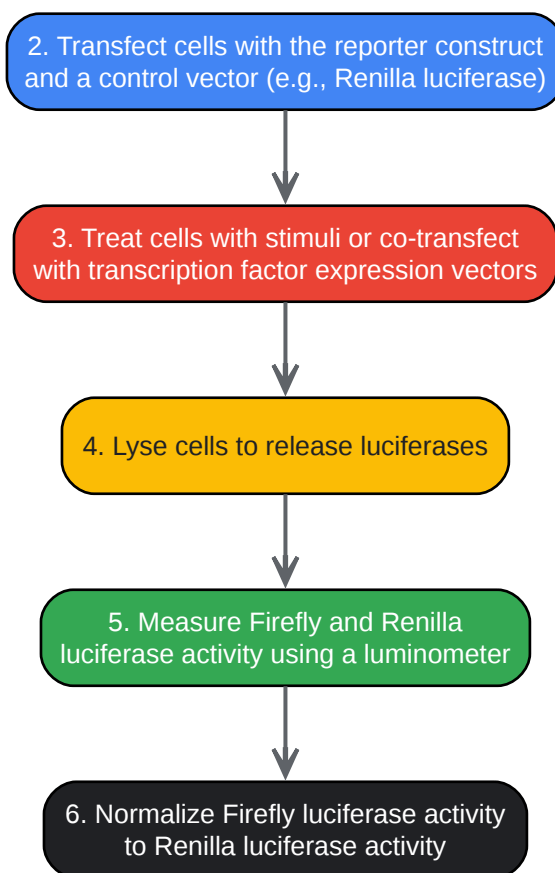 2. Transfect cells with the reporter construct
and a control vector (e.g., Renilla luciferase)
3. Treat cells with stimuli or co-transfect
with transcription factor expression vectors
4. Lyse cells to release luciferases
5. Measure Firefly and Renilla
luciferase activity using a luminometer
6. Normalize Firefly luciferase activity
to Renilla luciferase activity